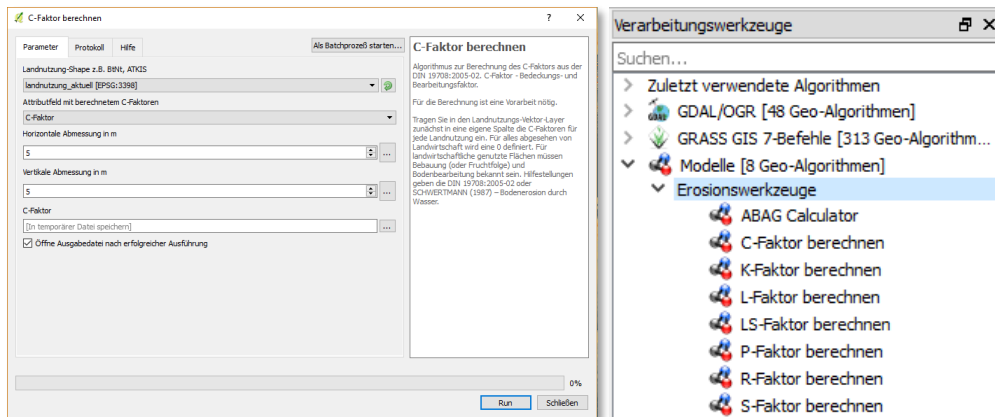 C-Faktor berechnen
?
Parameter
Protokoll
Hilfe
Als Batchprozeß starten...
Landnutzung-Shape z.B. BtNt, ATKIS
landnutzung_aktuell [EPSG:3398]
Attributfeld mit berechnetem C-Faktoren
C-Faktor
Horizontale Abmessung in m
5
...
Vertikale Abmessung in m
5
...
C-Faktor
[In temporärer Datei speichern]
...
Öffne Ausgabedatei nach erfolgreicher Ausführung
C-Faktor berechnen
Algorithmus zur Berechnung des C-Faktors aus der
DIN 19708:2005-02. C-Faktor - Bedeckungs- und
Bearbeitungsfaktor.
Für die Berechnung ist eine Vorarbeit nötig.
Tragen Sie in den Landnutzungs-Vektor-Layer
zunächst in eine eigene Spalte die C-Faktoren für
jede Landnutzung ein. Für alles abgesehen von
Landwirtschaft wird eine 0 definiert. Für
landwirtschaftliche genutzte Flächen müssen
Bebauung (oder Fruchtfolge) und
Bodenbearbeitung bekannt sein. Hilfestellungen
geben die DIN 19708:2005-02 oder
SCHWERTMANN (1987) – Bodenerosion durch
Wasser.
0%
Run
Schließen
Verarbeitungswerkzeuge
Suchen...
Zuletzt verwendete Algorithmen
GDAL/OGR [48 Geo-Algorithmen]
GRASS GIS 7-Befehle [313 Geo-Algorithm...
Modelle [8 Geo-Algorithmen]
Erosionswerkzeuge
ABAG Calculator
C-Faktor berechnen
K-Faktor berechnen
L-Faktor berechnen
LS-Faktor berechnen
P-Faktor berechnen
R-Faktor berechnen
S-Faktor berechnen